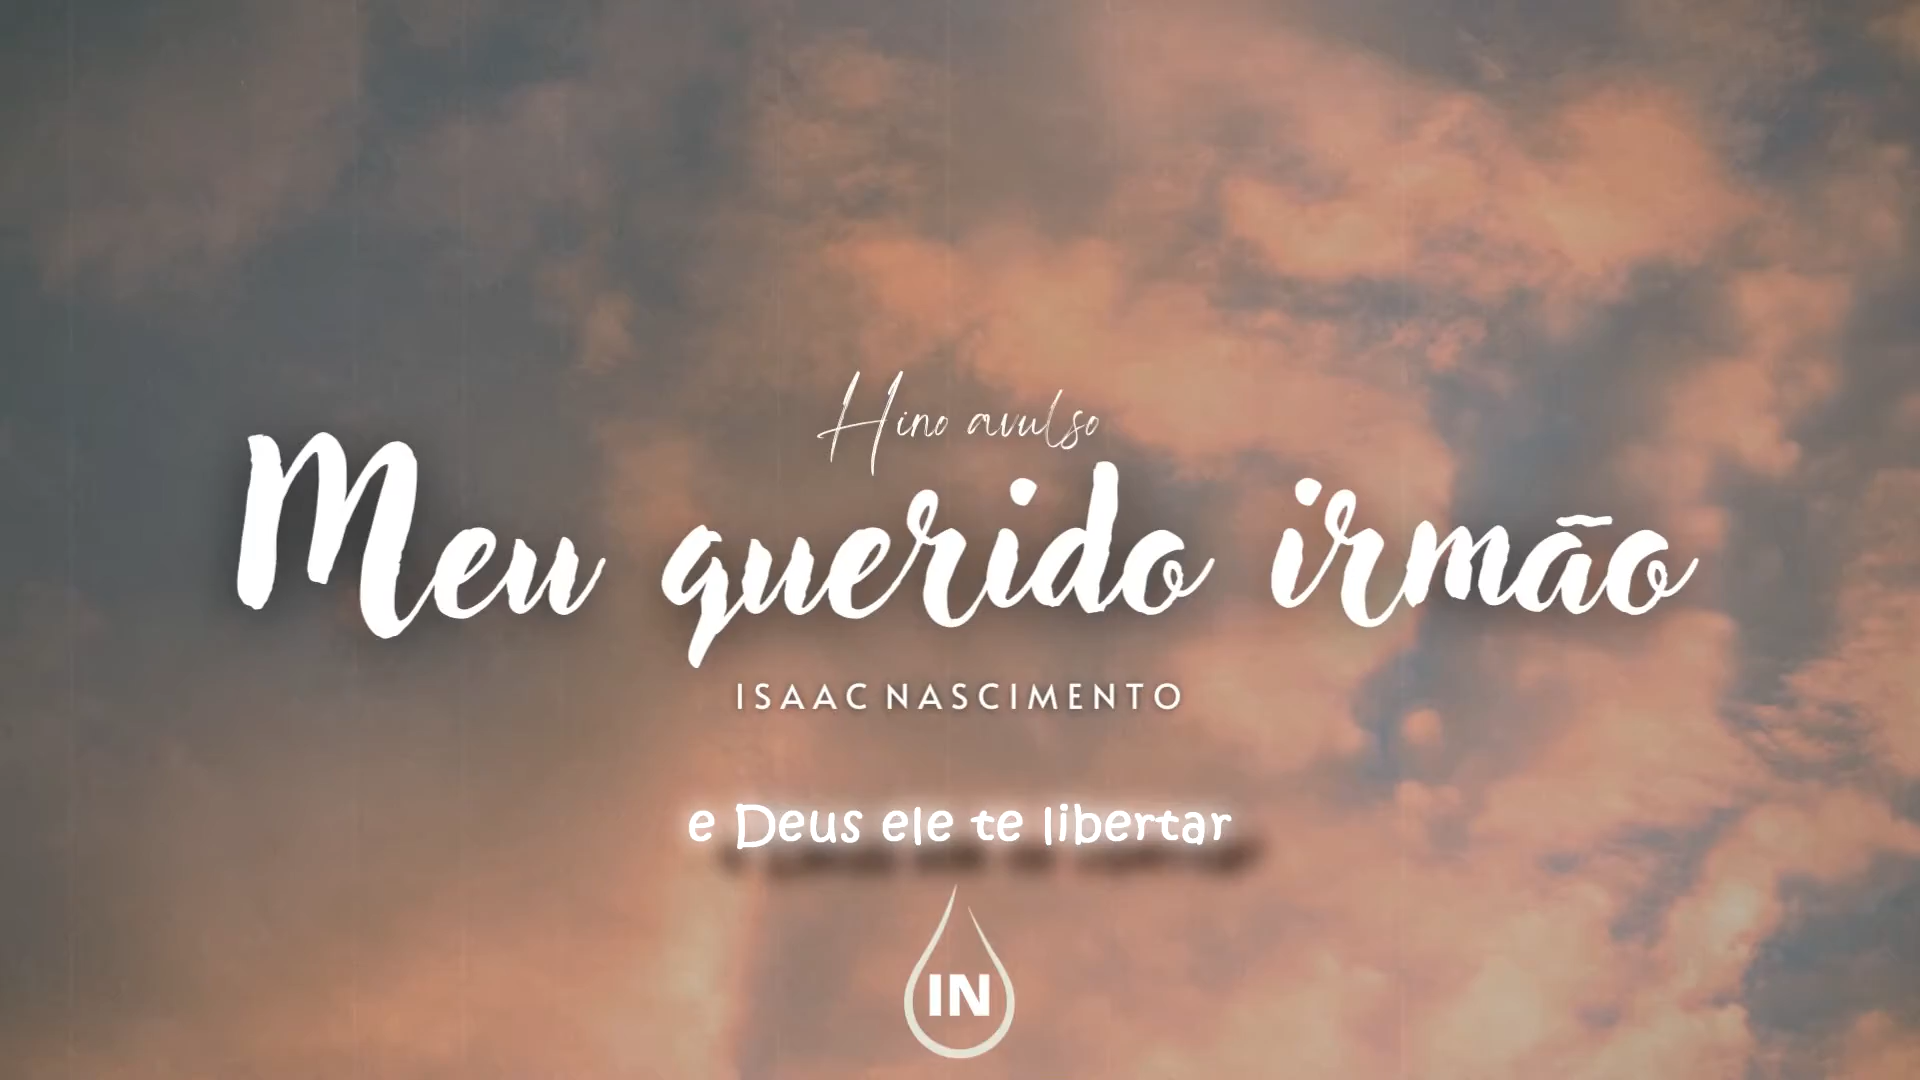 Hino avulso
Meu querido irmão
ISAAC NASCIMENTO
e Deus ele te libertar
IN